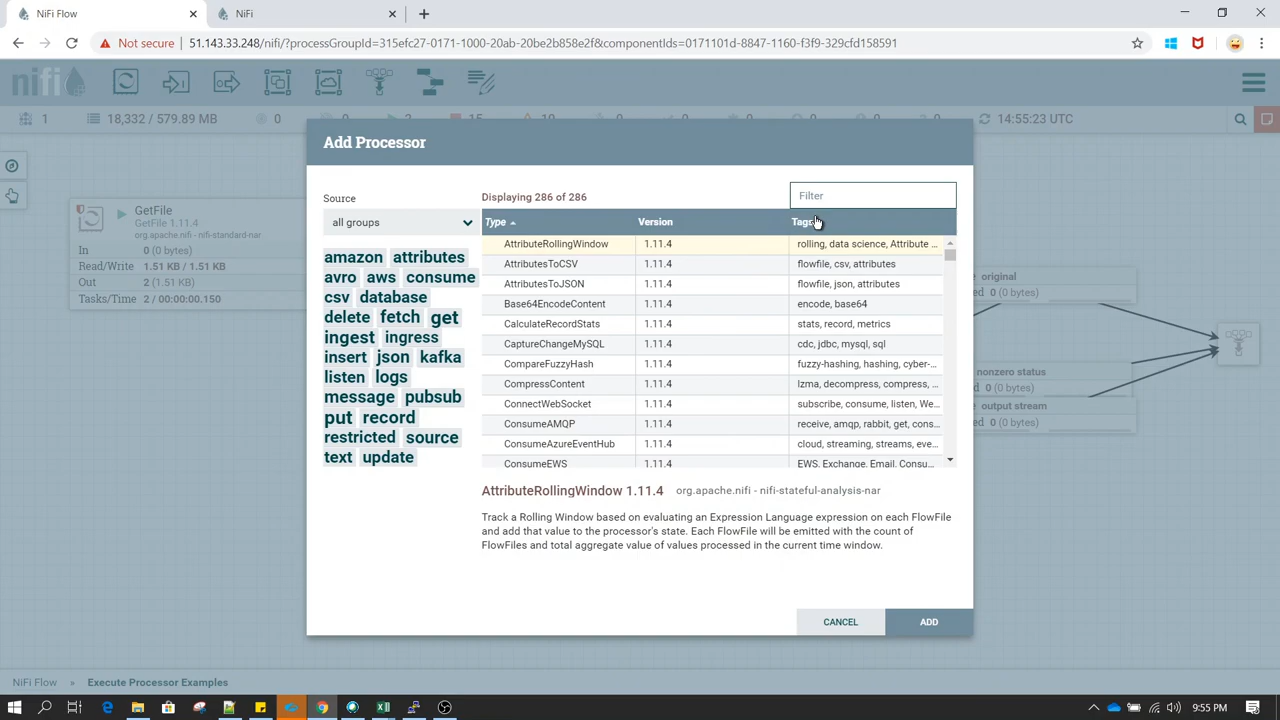 NiFi Flow
NiFi
Not secure 51.143.33.248/nifi/?processGroupId=315efc27-0171-1000-20ab-20be2b858e2f&componentIds=0171101d-8847-1160-f3f9-329cfd158591
nifi
1 18,332 / 579.89 MB 0 0 14:55:23 UTC
Add Processor
Source
Displaying 286 of 286
Filter
all groups
Type Version Tags
amazon attributes
avro aws consume
csv database
delete fetch get
ingest ingress
insert json kafka
listen logs
message pubsub
put record
restricted source
text update
AttributeRollingWindow 1.11.4 rolling, data science, Attribute ...
AttributesToCSV 1.11.4 flowfile, csv, attributes
AttributesToJSON 1.11.4 flowfile, json, attributes
Base64EncodeContent 1.11.4 encode, base64
CalculateRecordStats 1.11.4 stats, record, metrics
CaptureChangeMySQL 1.11.4 cdc, jdbc, mysql, sql
CompareFuzzyHash 1.11.4 fuzzy-hashing, hashing, cyber-...
CompressContent 1.11.4 lzma, decompress, compress, ...
ConnectWebSocket 1.11.4 subscribe, consume, listen, We...
ConsumeAMQP 1.11.4 receive, amqp, rabbit, get, cons...
ConsumeAzureEventHub 1.11.4 cloud, streaming, streams, eve...
ConsumeEWS 1.11.4 EWS, Exchange, Email, Consu...
AttributeRollingWindow 1.11.4 org.apache.nifi - nifi-stateful-analysis-nar
Track a Rolling Window based on evaluating an Expression Language expression on each FlowFile
and add that value to the processor's state. Each FlowFile will be emitted with the count of
FlowFiles and total aggregate value of values processed in the current time window.
CANCEL ADD
GetFile
GetFile 1.11.4
org.apache.nifi - nifi-standard-nar
In 0 (0 bytes)
Read/Write 1.51 KB / 1.51 KB
Out 2 (1.51 KB)
Tasks/Time 2 / 00:00:00.150
original
0 (0 bytes)
nonzero status
0 (0 bytes)
output stream
0 (0 bytes)
NiFi Flow » Execute Processor Examples
9:55 PM